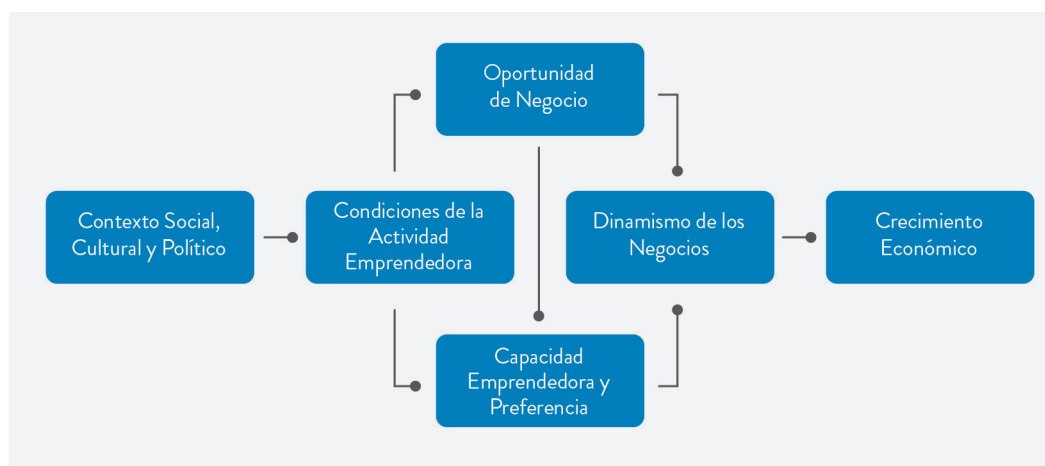 Oportunidad
de Negocio
Contexto Social,
Cultural y Político
Condiciones de la
Actividad
Emprendedora
Dinamismo de los
Negocios
Crecimiento
Económico
Capacidad
Emprendedora y
Preferencia